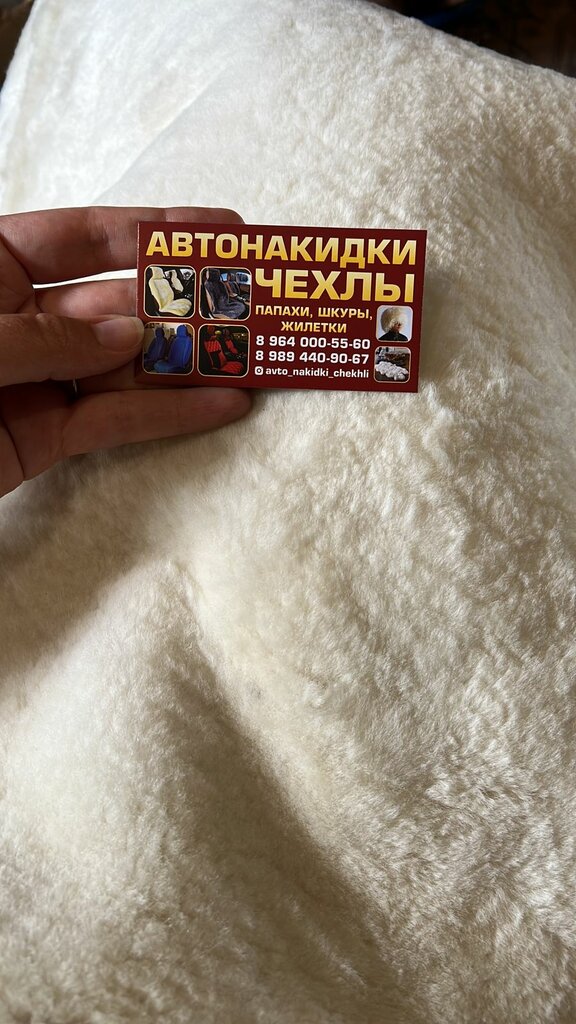 АВТОНАКИДКИ
ЧЕХЛЫ
ПАПАХИ, ШКУРЫ,
ЖИЛЕТКИ
8 964 000-55-60
8 989 440-90-67
avto_nakidki_chekhli